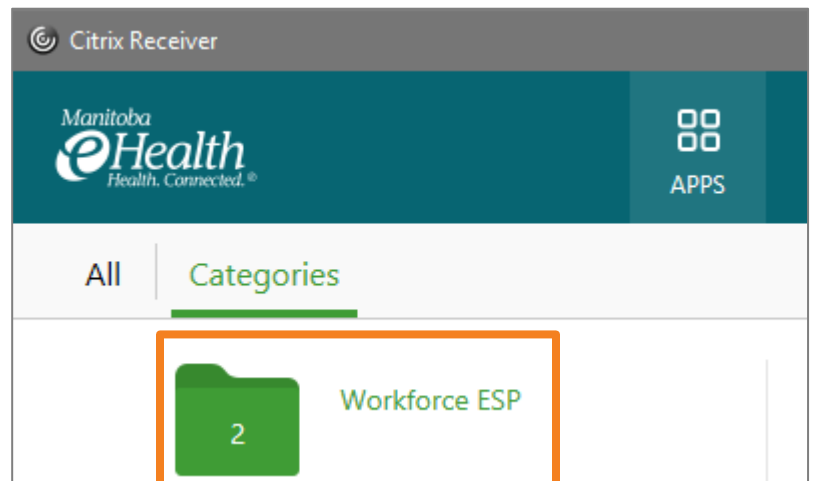 Citrix Receiver
Manitoba
eHealth
Health. Connected.®
APPS
All
Categories
2
Workforce ESP